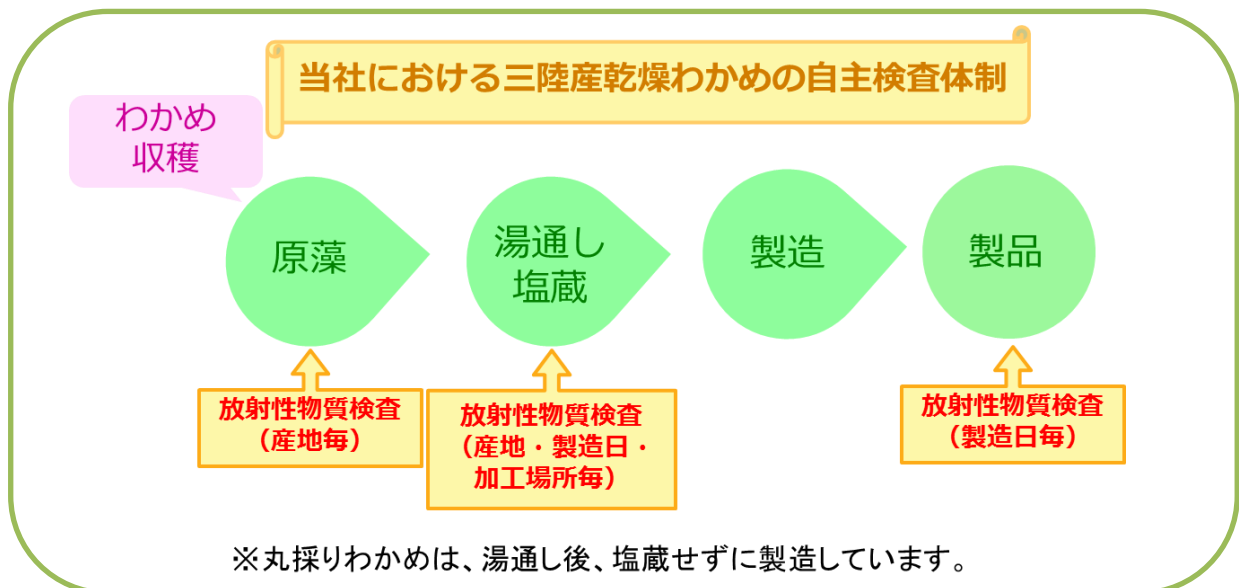 当社における三陸産乾燥わかめの自主検査体制
わかめ
収穫
原藻
湯通し
塩蔵
製造
製品
放射性物質検査
（産地毎）
放射性物質検査
（産地・製造日・
加工場所毎）
放射性物質検査
（製造日毎）
※丸採りわかめは、湯通し後、塩蔵せずに製造しています。